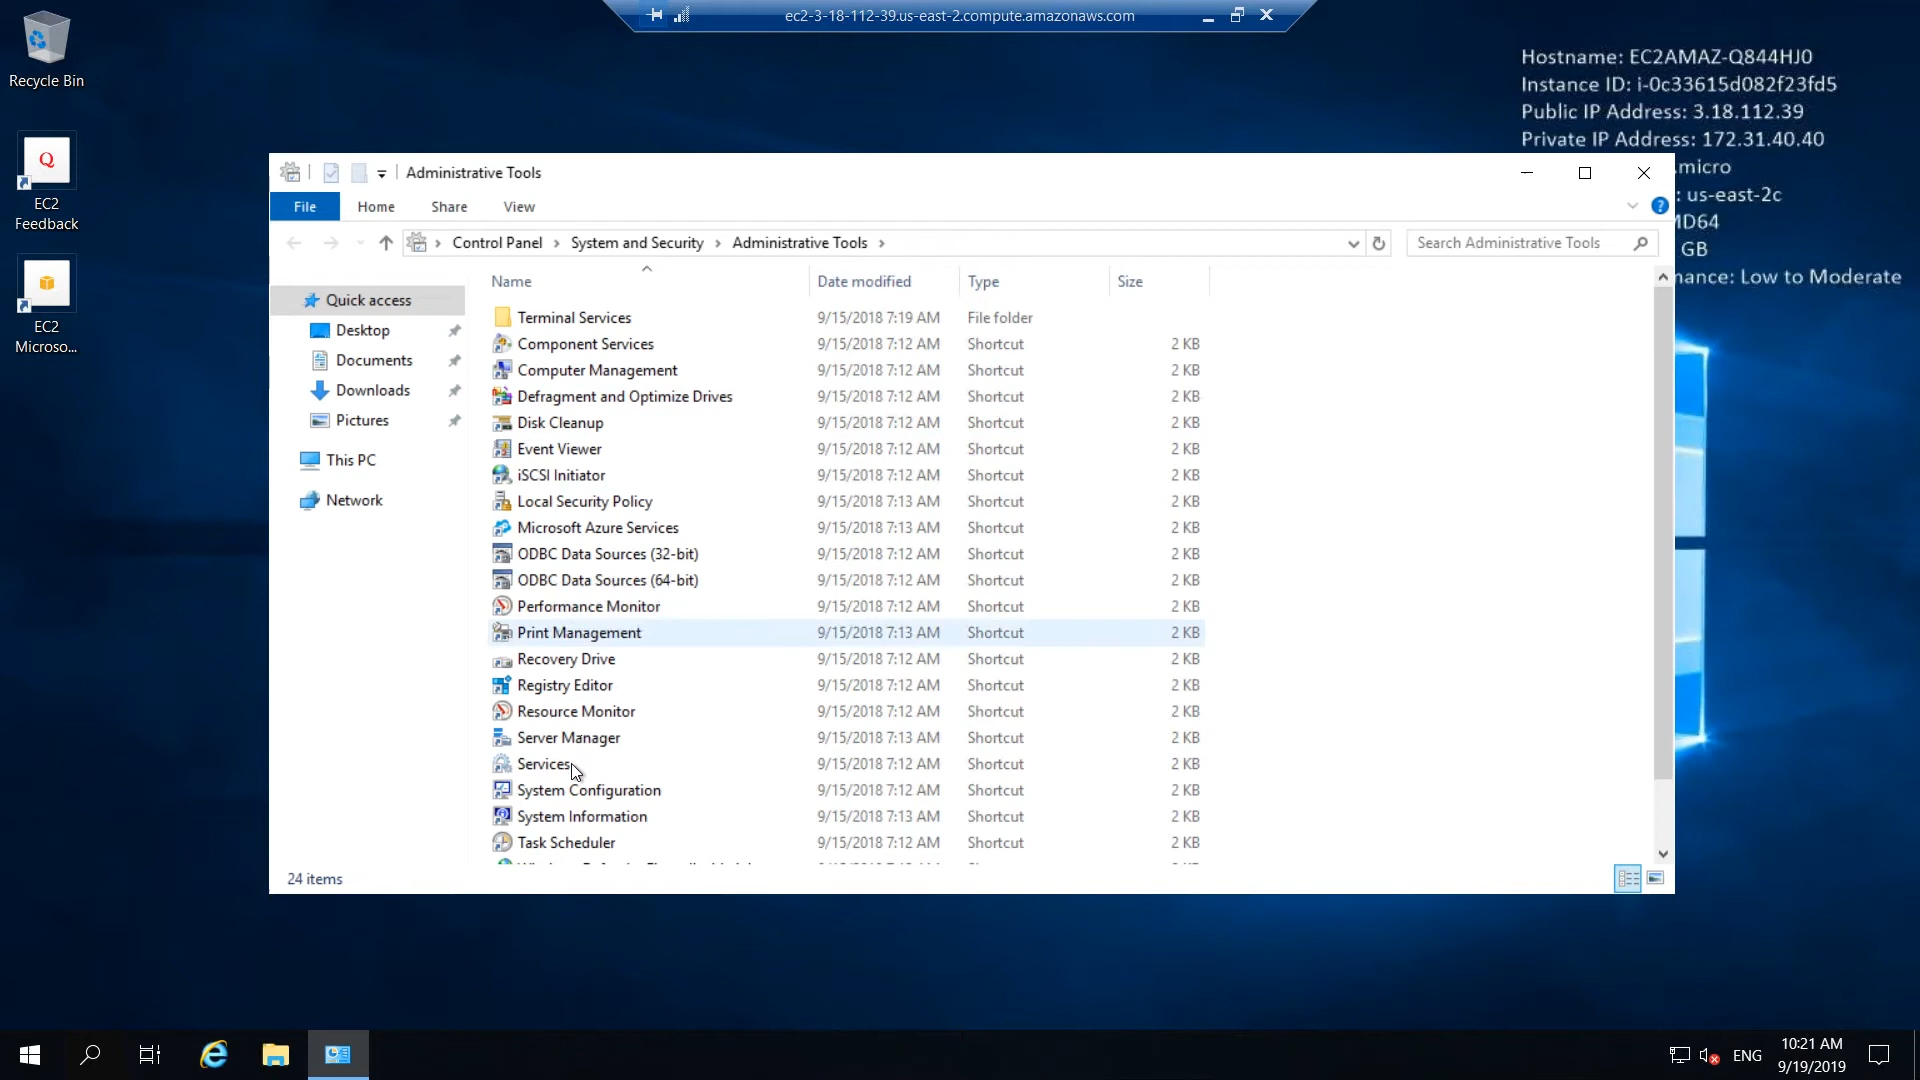 ec2-3-18-112-39.us-east-2.compute.amazonaws.com
Recycle Bin
EC2
Feedback
EC2
Microso...
Hostname: EC2AMAZ-Q844HJ0
Instance ID: i-0c33615d082f23fd5
Public IP Address: 3.18.112.39
Private IP Address: 172.31.40.40
.micro
: us-east-2c
GB
mance: Low to Moderate
Administrative Tools
File Home Share View
Control Panel > System and Security > Administrative Tools >
Search Administrative Tools
Quick access
Desktop
Documents
Downloads
Pictures
This PC
Network
Name Date modified Type Size
Terminal Services 9/15/2018 7:19 AM File folder
Component Services 9/15/2018 7:12 AM Shortcut 2 KB
Computer Management 9/15/2018 7:12 AM Shortcut 2 KB
Defragment and Optimize Drives 9/15/2018 7:12 AM Shortcut 2 KB
Disk Cleanup 9/15/2018 7:12 AM Shortcut 2 KB
Event Viewer 9/15/2018 7:12 AM Shortcut 2 KB
iSCSI Initiator 9/15/2018 7:12 AM Shortcut 2 KB
Local Security Policy 9/15/2018 7:13 AM Shortcut 2 KB
Microsoft Azure Services 9/15/2018 7:13 AM Shortcut 2 KB
ODBC Data Sources (32-bit) 9/15/2018 7:12 AM Shortcut 2 KB
ODBC Data Sources (64-bit) 9/15/2018 7:12 AM Shortcut 2 KB
Performance Monitor 9/15/2018 7:12 AM Shortcut 2 KB
Print Management 9/15/2018 7:13 AM Shortcut 2 KB
Recovery Drive 9/15/2018 7:12 AM Shortcut 2 KB
Registry Editor 9/15/2018 7:12 AM Shortcut 2 KB
Resource Monitor 9/15/2018 7:12 AM Shortcut 2 KB
Server Manager 9/15/2018 7:13 AM Shortcut 2 KB
Services 9/15/2018 7:12 AM Shortcut 2 KB
System Configuration 9/15/2018 7:12 AM Shortcut 2 KB
System Information 9/15/2018 7:13 AM Shortcut 2 KB
Task Scheduler 9/15/2018 7:12 AM Shortcut 2 KB
24 items
ENG
10:21 AM
9/19/2019